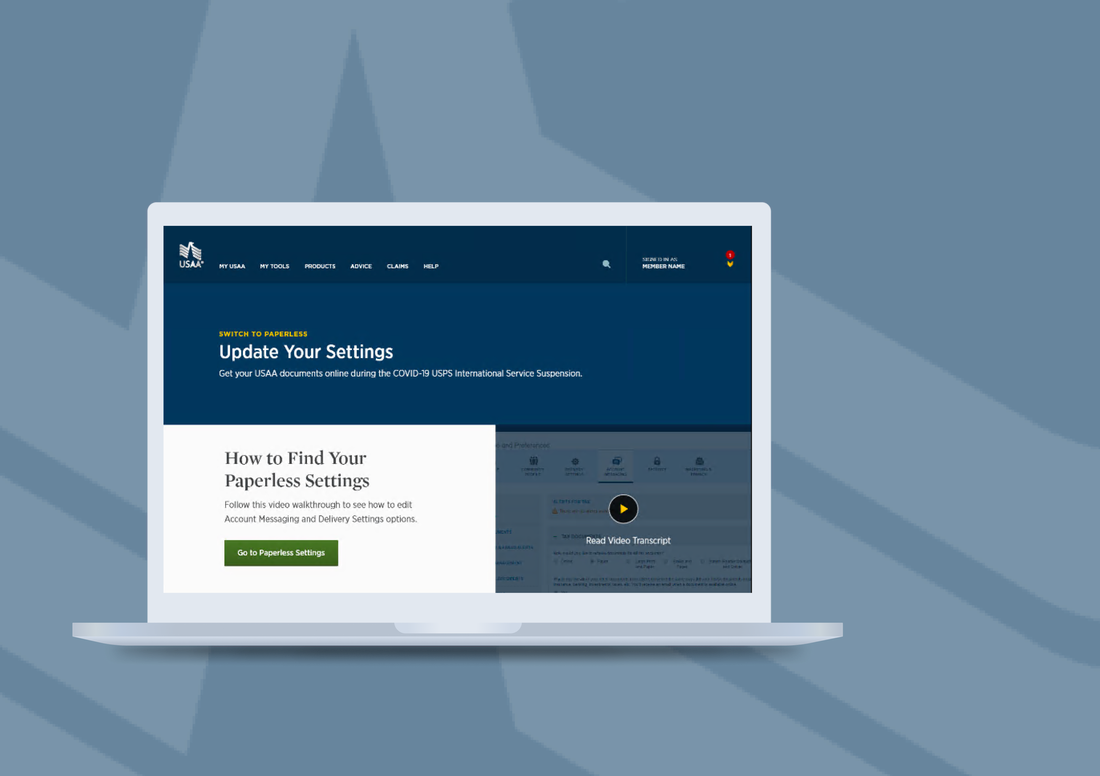 USAA®
MY USAA
MY TOOLS
PRODUCTS
ADVICE
CLAIMS
HELP
SIGNED IN AS
MEMBER NAME
1
SWITCH TO PAPERLESS
Update Your Settings
Get your USAA documents online during the COVID-19 USPS International Service Suspension.
How to Find Your
Paperless Settings
Follow this video walkthrough to see how to edit
Account Messaging and Delivery Settings options.
Go to Paperless Settings
Preferences
Read Video Transcript